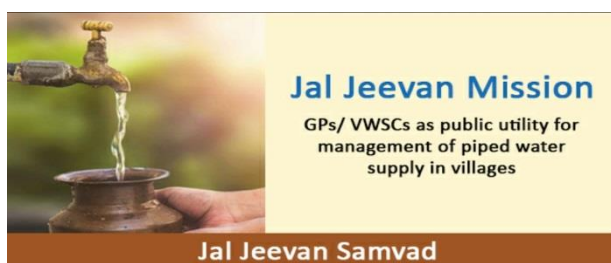 Jal Jeevan Mission
GPs/ VWSCs as public utility for
management of piped water
supply in villages
Jal Jeevan Samvad